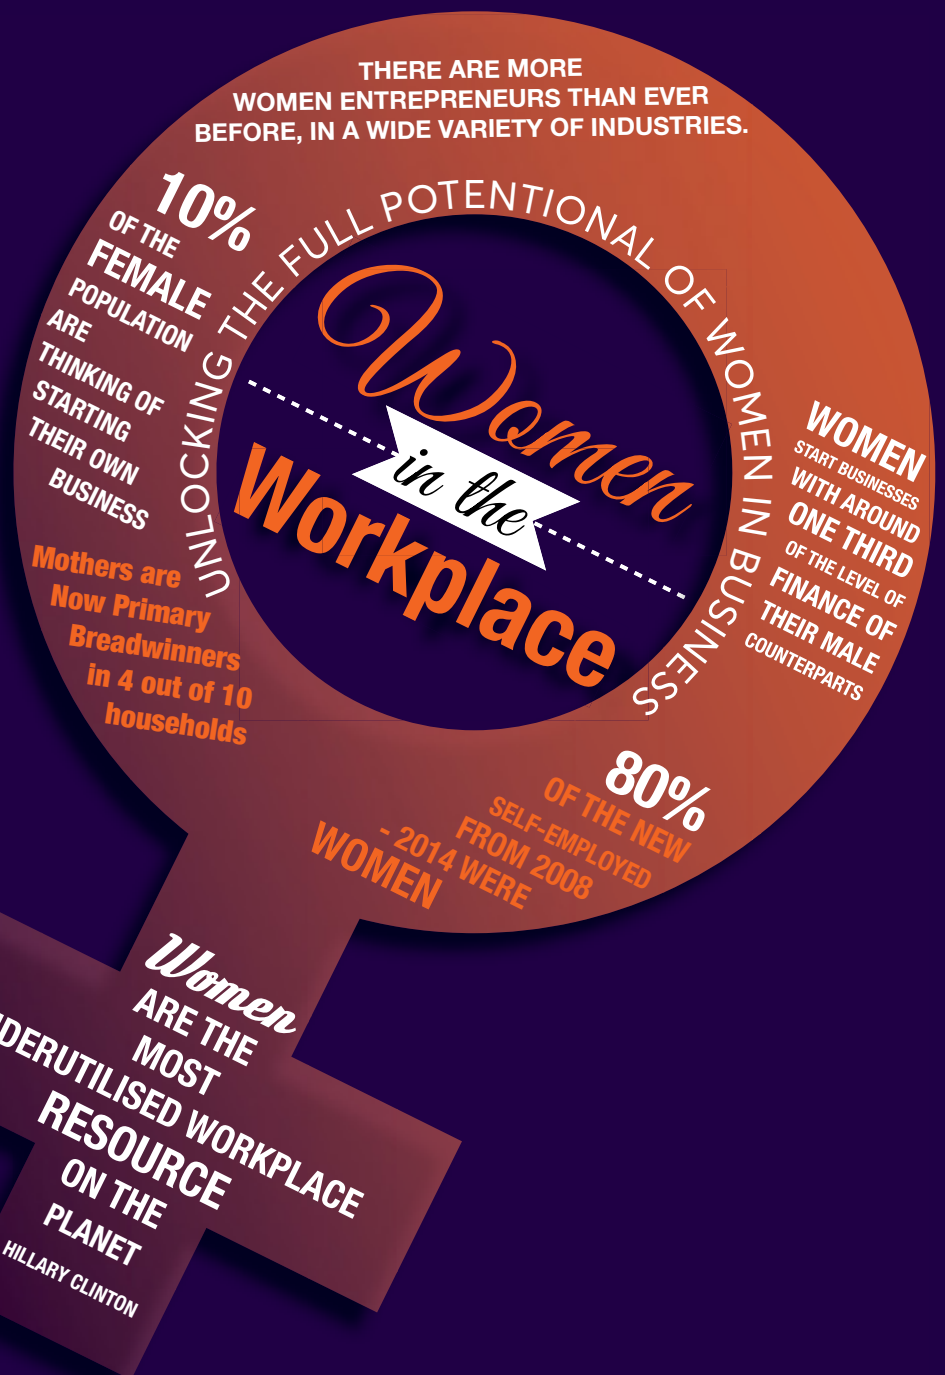 THERE ARE MORE
WOMEN ENTREPRENEURS THAN EVER
BEFORE, IN A WIDE VARIETY OF INDUSTRIES.
UNLOCKING THE FULL POTENTIONAL OF WOMEN IN BUSINESS
10%
OF THE
FEMALE
POPULATION
ARE
THINKING OF
STARTING
THEIR OWN
BUSINESS
Women
in the
Workplace
WOMEN
START BUSINESSES
WITH AROUND
ONE THIRD
OF THE LEVEL OF
FINANCE OF
THEIR MALE
COUNTERPARTS
Mothers are
Now Primary
Breadwinners
in 4 out of 10
households
80%
OF THE NEW
SELF-EMPLOYED
FROM 2008
- 2014 WERE
WOMEN
Women
ARE THE
MOST
DERUTILISED WORKPLACE
RESOURCE
ON THE
PLANET
HILLARY CLINTON